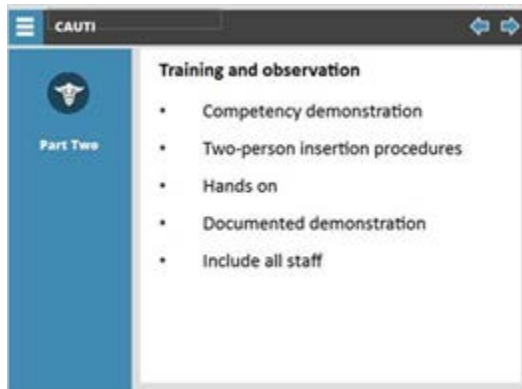 CAUTI
Part Two
Training and observation
• Competency demonstration
• Two-person insertion procedures
• Hands on
• Documented demonstration
• Include all staff